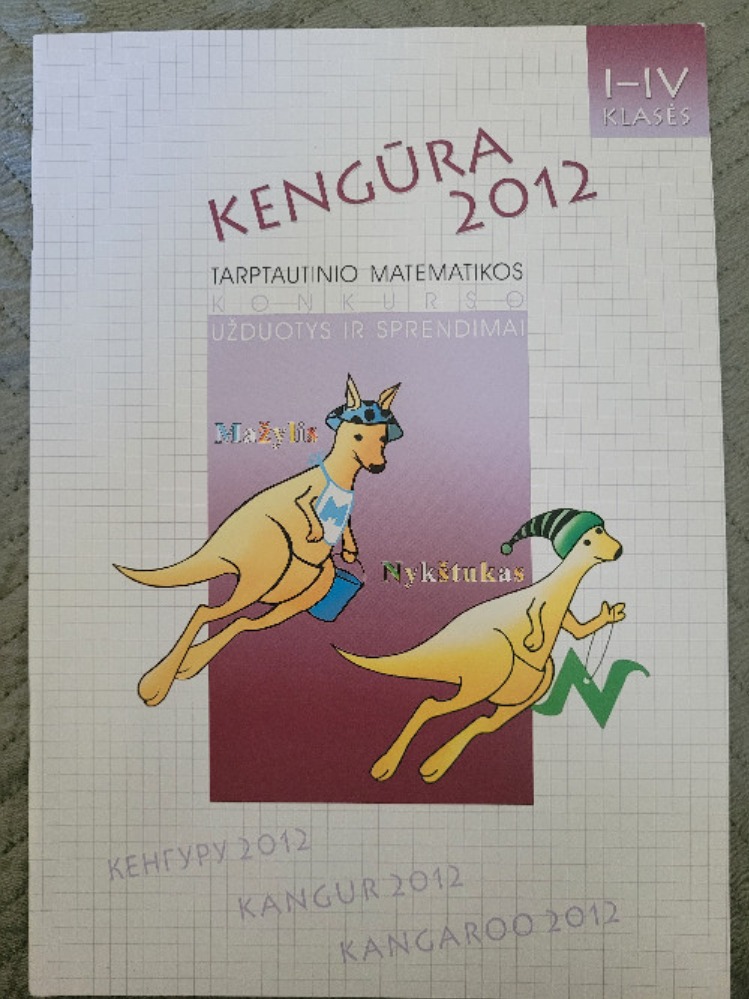 I–IV
KLASĖS
KENGŪRA
2012
TARPTAUTINIO MATEMATIKOS
KONKURSO
UŽDUOTYS IR SPRENDIMAI
Mažylis
M
Nykštukas
N
КЕНГУРУ 2012
KANGUR 2012
KANGAROO 2012